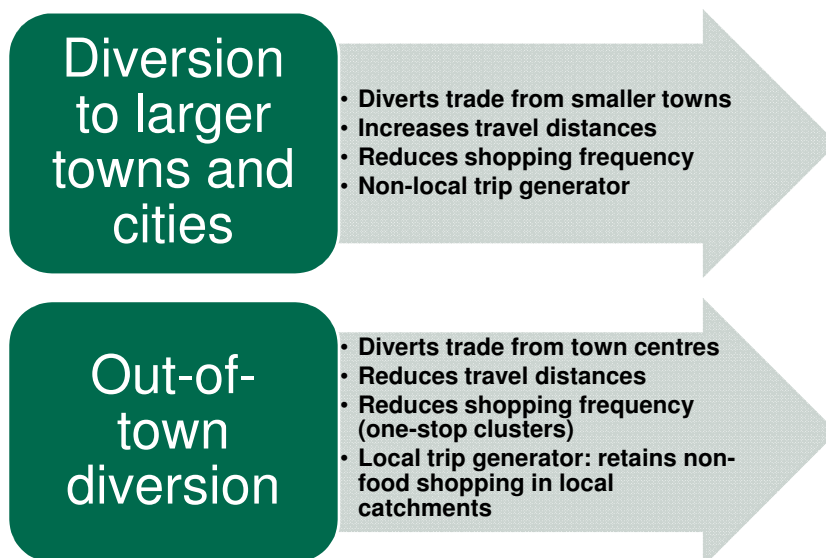 Diversion
to larger
towns and
cities
• Diverts trade from smaller towns
• Increases travel distances
• Reduces shopping frequency
• Non-local trip generator
Out-of-
town
diversion
• Diverts trade from town centres
• Reduces travel distances
• Reduces shopping frequency
(one-stop clusters)
• Local trip generator: retains non-
food shopping in local
catchments